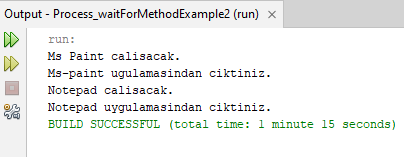 Output - Process_waitForMethodExample2 (run)
run:
Ms Paint calisacak.
Ms-paint ugulamasindan ciktiniz.
Notepad calisacak.
Notepad uygulamasindan ciktiniz.
BUILD SUCCESSFUL (total time: 1 minute 15 seconds)